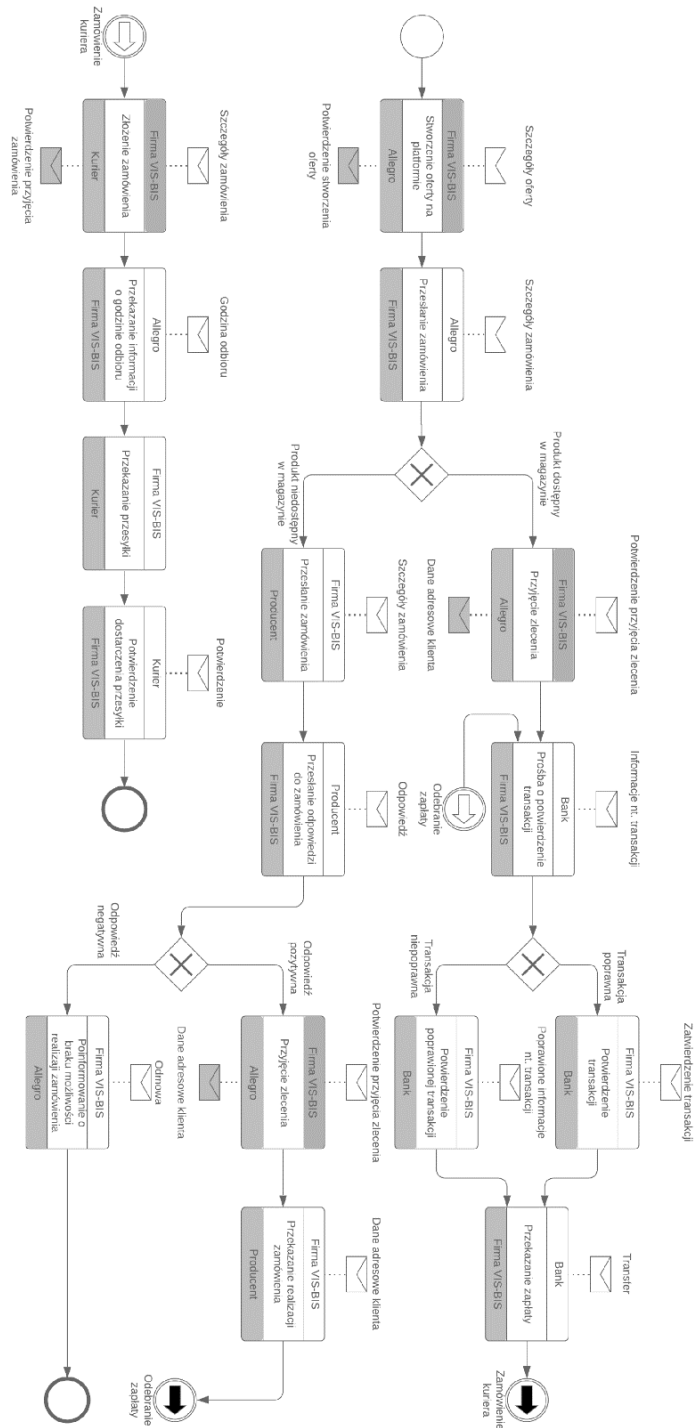 Szczegóły oferty
Firma VIS-BIS
Stworzenie oferty na
platformie
Allegro
Potwierdzenie stworzenia
oferty
Szczegóły zamówienia
Allegro
Przesłanie zamówienia
Firma VIS-BIS
Produkt dostępny
w magazynie
Potwierdzenie przyjęcia zlecenia
Firma VIS-BIS
Przyjęcie zlecenia
Allegro
Dane adresowe klienta
Informacje nt. transakcji
Bank
Prośba o potwierdzenie
transakcji
Firma VIS-BIS
Odebranie
zapłaty
Transakcja
poprawna
Zatwierdzenie transakcji
Firma VIS-BIS
Potwierdzenie
transakcji
Bank
Transakcja
niepoprawna
Poprawione informacje
nt. transakcji
Firma VIS-BIS
Potwierdzenie
poprawionej transakcji
Bank
Transfer
Bank
Przekazanie zapłaty
Firma VIS-BIS
Zamówienie
kuriera
Produkt niedostępny
w magazynie
Szczegóły zamówienia
Firma VIS-BIS
Przesłanie zamówienia
Producent:
Odpowiedź
Producent
Przesłanie odpowiedzi
do zamówienia
Firma VIS-BIS
Odpowiedź
pozytywna
Potwierdzenie przyjęcia zlecenia
Firma VIS-BIS
Przyjęcie zlecenia
Allegro
Dane adresowe klienta
Dane adresowe klienta
Firma VIS-BIS
Przekazanie realizacji
zamówienia
Producent
Odebranie
zapłaty
Odpowiedź
negatywna
Odmowa
Firma VIS-BIS
Poinformowanie o
braku możliwości
realizaji zamówienia
Allegro
Zamówienie
kuriera
Szczegóły zamówienia
Firma VIS-BIS
Złożenie zamówienia
Kurier
Potwierdzenie przyjęcia
zamówienia
Godzina odbioru
Allegro
Przekazanie informacji
o godzinie odbioru
Firma VIS-BIS
Firma VIS-BIS
Przekazanie przesyłki
Kurier
Potwierdzenie
Kurier
Potwierdzenie
dostarczenia przesyłki
Firma VIS-BIS